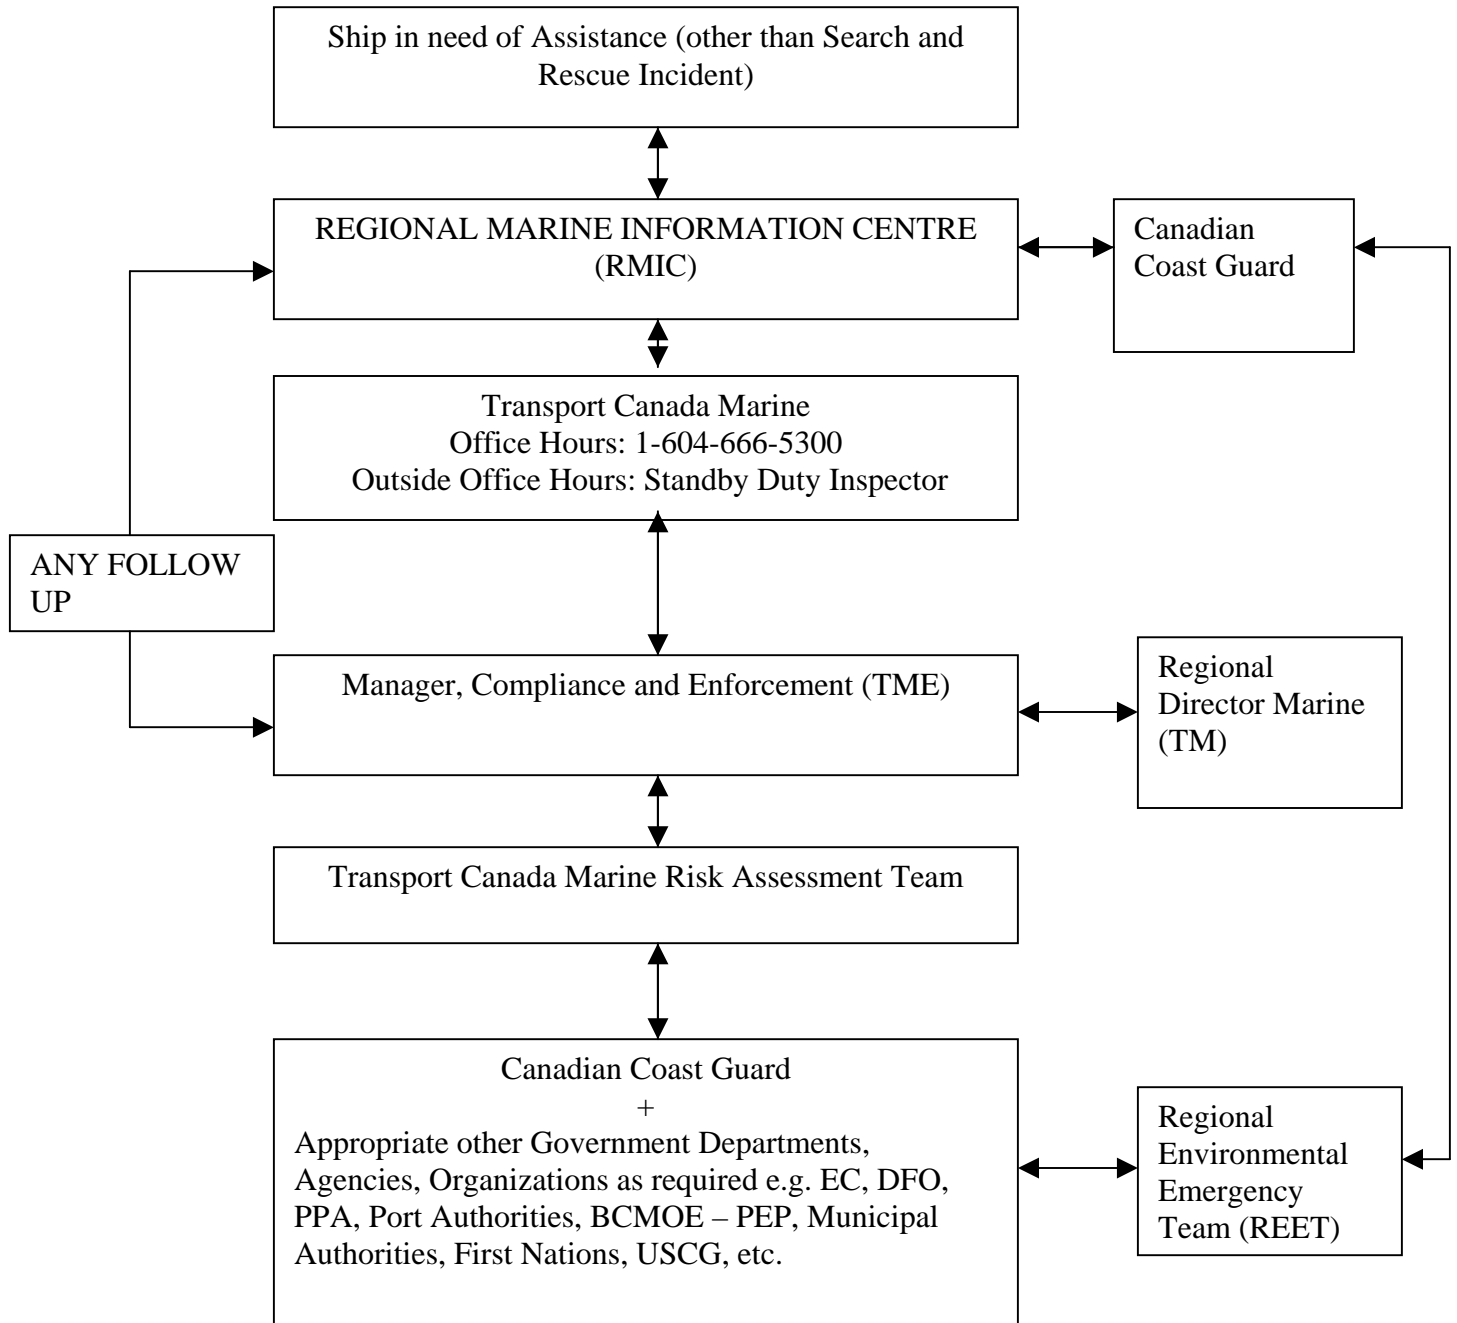 Ship in need of Assistance (other than Search and
Rescue Incident)
REGIONAL MARINE INFORMATION CENTRE
(RMIC)
Canadian
Coast Guard
Transport Canada Marine
Office Hours: 1-604-666-5300
Outside Office Hours: Standby Duty Inspector
ANY FOLLOW
UP
Manager, Compliance and Enforcement (TME)
Regional
Director Marine
(TM)
Transport Canada Marine Risk Assessment Team
Canadian Coast Guard
+
Appropriate other Government Departments,
Agencies, Organizations as required e.g. EC, DFO,
PPA, Port Authorities, BCMOE – PEP, Municipal
Authorities, First Nations, USCG, etc.
Regional
Environmental
Emergency
Team (REET)